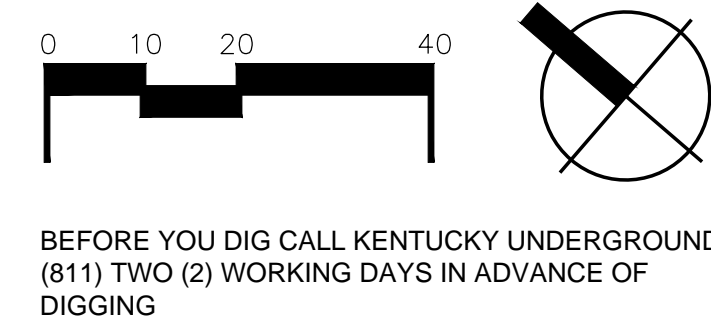 0 10 20 40
BEFORE YOU DIG CALL KENTUCKY UNDERGROUND
(811) TWO (2) WORKING DAYS IN ADVANCE OF
DIGGING